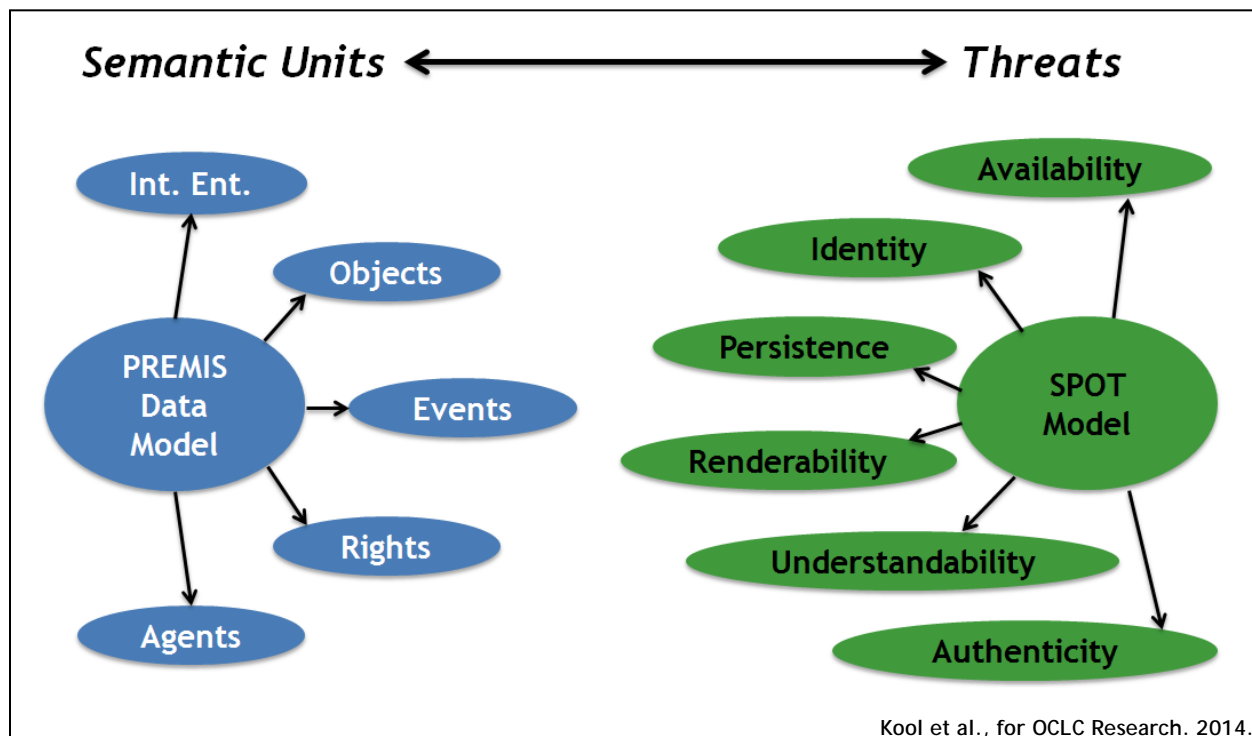 Semantic Units
Threats
Int. Ent.
Objects
PREMIS
Data
Model
Events
Rights
Agents
Availability
Identity
Persistence
SPOT
Model
Renderability
Understandability
Authenticity
Kool et al., for OCLC Research. 2014.